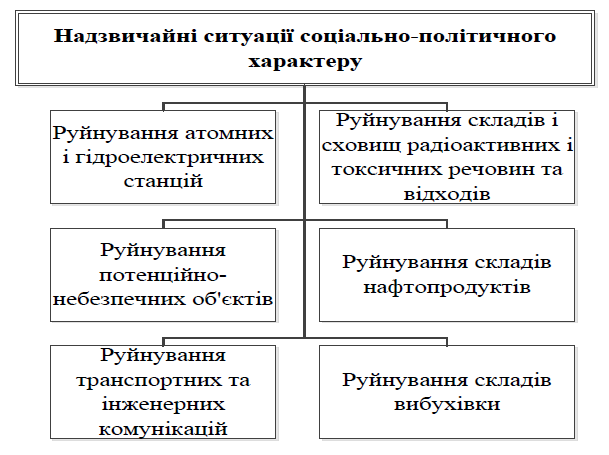 Надзвичайні ситуації соціально-політичного
характеру
Руйнування атомних
і гідроелектричних
станцій
Руйнування складів і
сховищ радіоактивних і
токсичних речовин та
відходів
Руйнування
потенційно-
небезпечних об'єктів
Руйнування складів
нафтопродуктів
Руйнування
транспортних та
інженерних
комунікацій
Руйнування складів
вибухівки